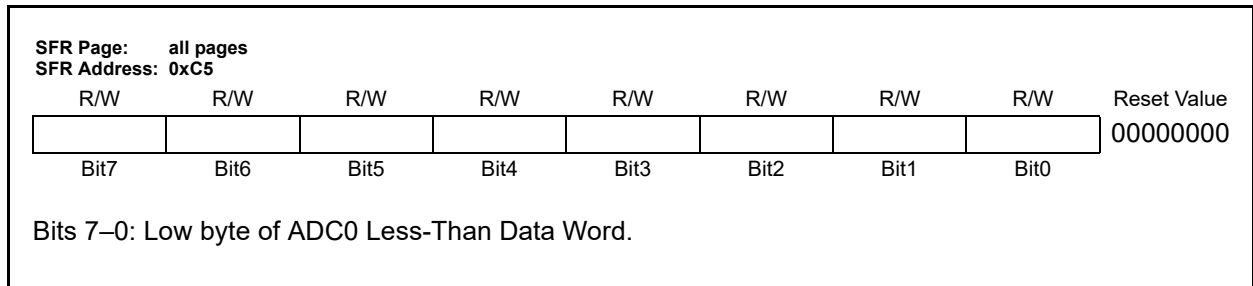 SFR Page: all pages
SFR Address: 0xC5
R/W R/W R/W R/W R/W R/W R/W R/W Reset Value
00000000
Bit7 Bit6 Bit5 Bit4 Bit3 Bit2 Bit1 Bit0
Bits 7–0: Low byte of ADC0 Less-Than Data Word.